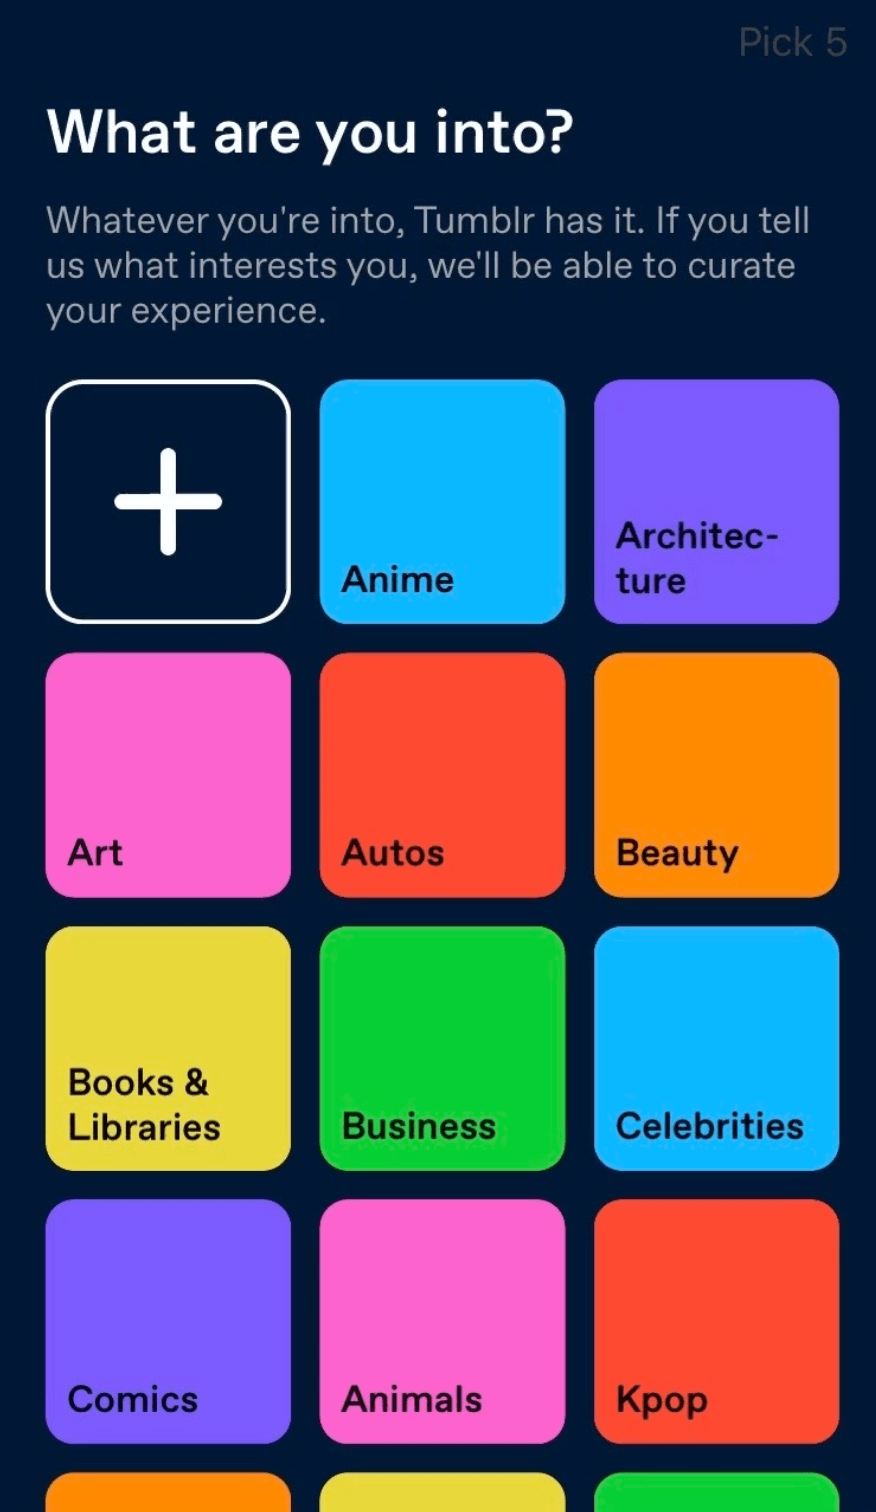 Pick 5
What are you into?
Whatever you're into, Tumblr has it. If you tell
us what interests you, we'll be able to curate
your experience.
Anime
Architec-
ture
Art
Autos
Beauty
Books &
Libraries
Business
Celebrities
Comics
Animals
Kpop